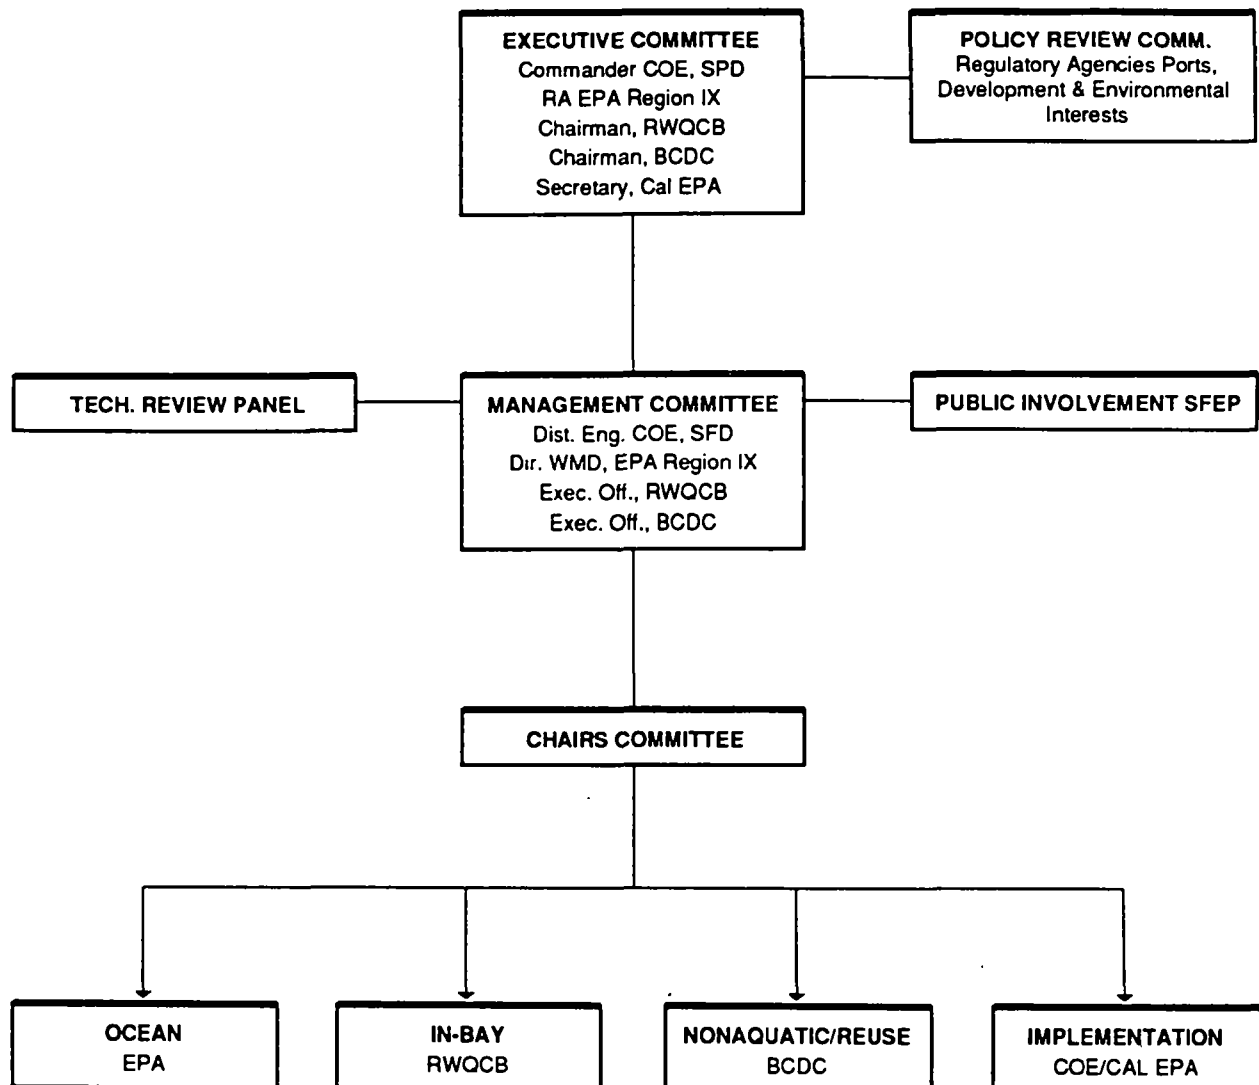 EXECUTIVE COMMITTEE
Commander COE, SPD
RA EPA Region IX
Chairman, RWQCB
Chairman, BCDC
Secretary, Cal EPA
POLICY REVIEW COMM.
Regulatory Agencies Ports,
Development & Environmental
Interests
TECH. REVIEW PANEL
MANAGEMENT COMMITTEE
Dist. Eng. COE, SFD
Dir. WMD, EPA Region IX
Exec. Off., RWQCB
Exec. Off., BCDC
PUBLIC INVOLVEMENT SFEP
CHAIRS COMMITTEE
OCEAN
EPA
IN-BAY
RWQCB
NONAQUATIC/REUSE
BCDC
IMPLEMENTATION
COE/CAL EPA